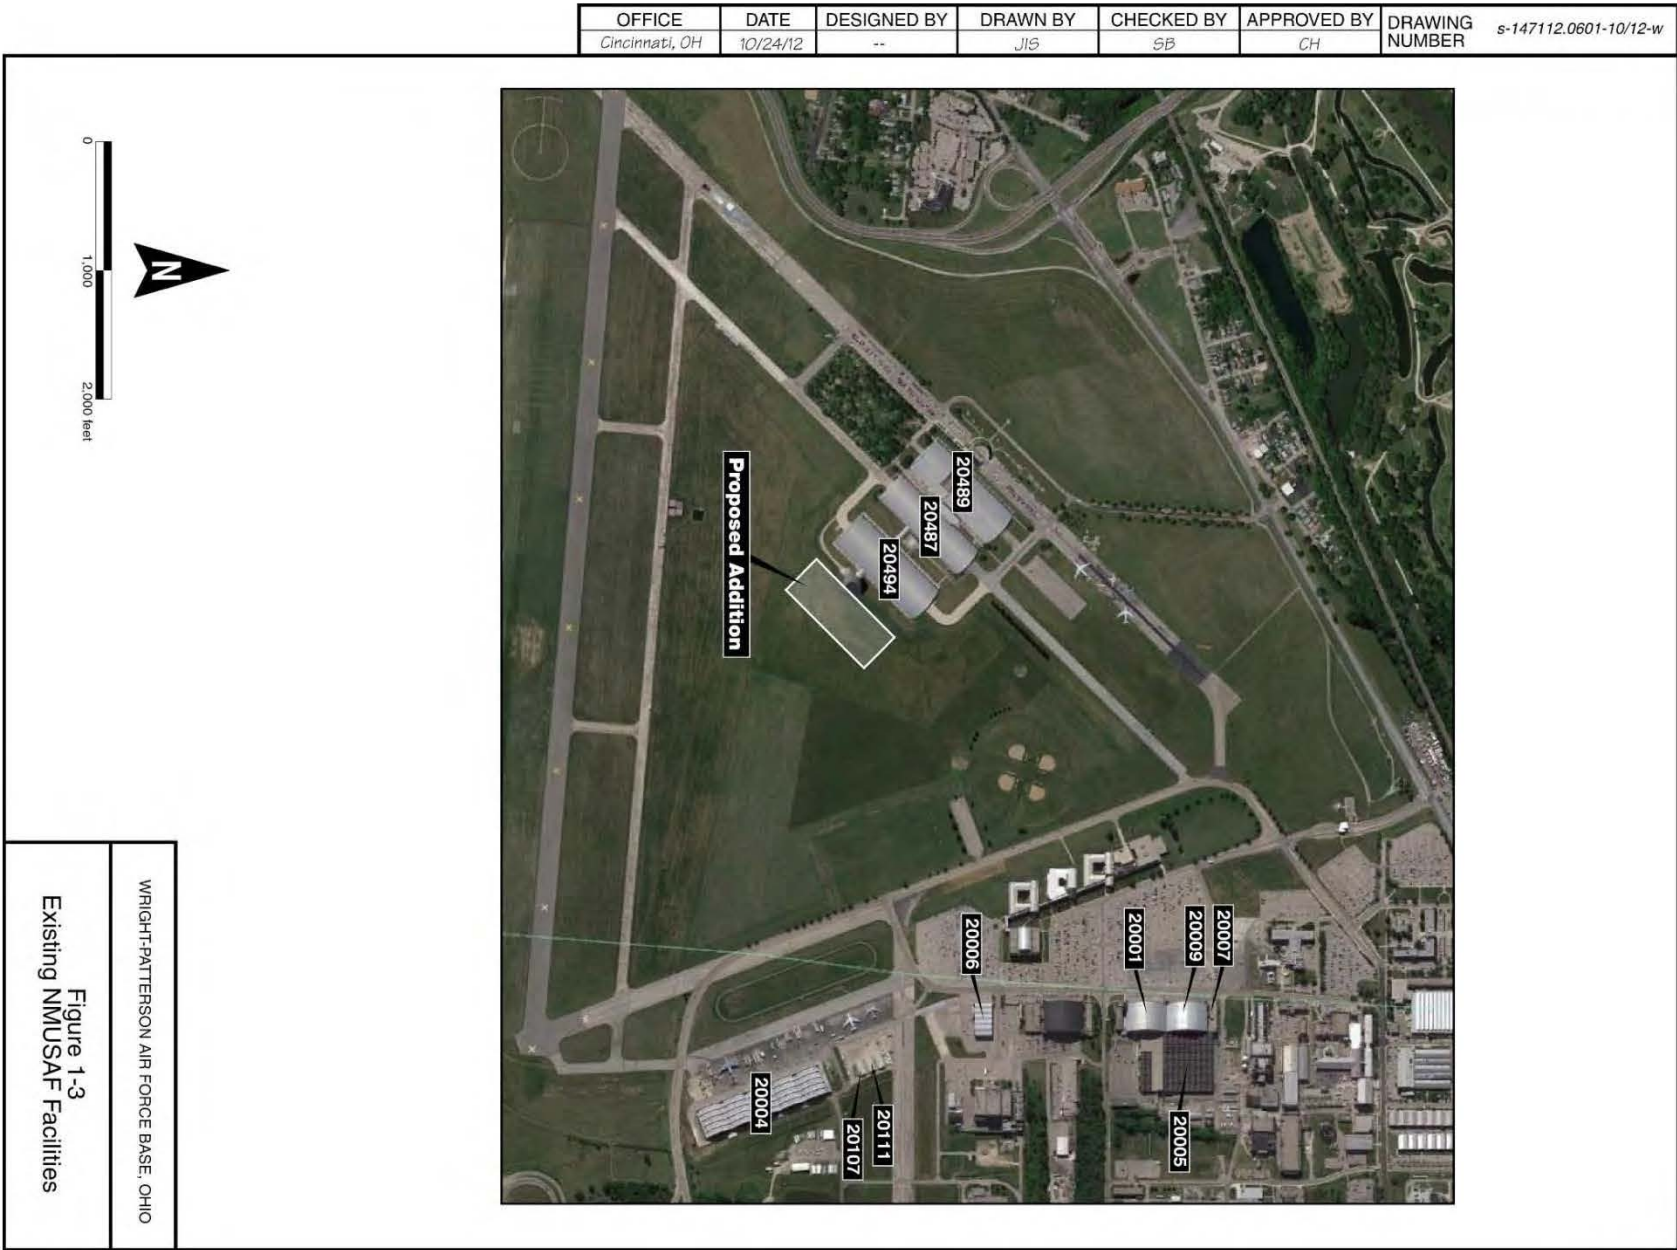 OFFICE DATE DESIGNED BY DRAWN BY CHECKED BY APPROVED BY DRAWING NUMBER s-147112.0601-10/12-w
Cincinnati, OH 10/24/12 -- JIS SB CH
0 1,000 2,000 feet
N
20489
20487
20494
Proposed Addition
20007
20009
20001
20006
20005
20111
20107
20004
WRIGHT-PATTERSON AIR FORCE BASE, OHIO
Figure 1-3
Existing NMUSAF Facilities